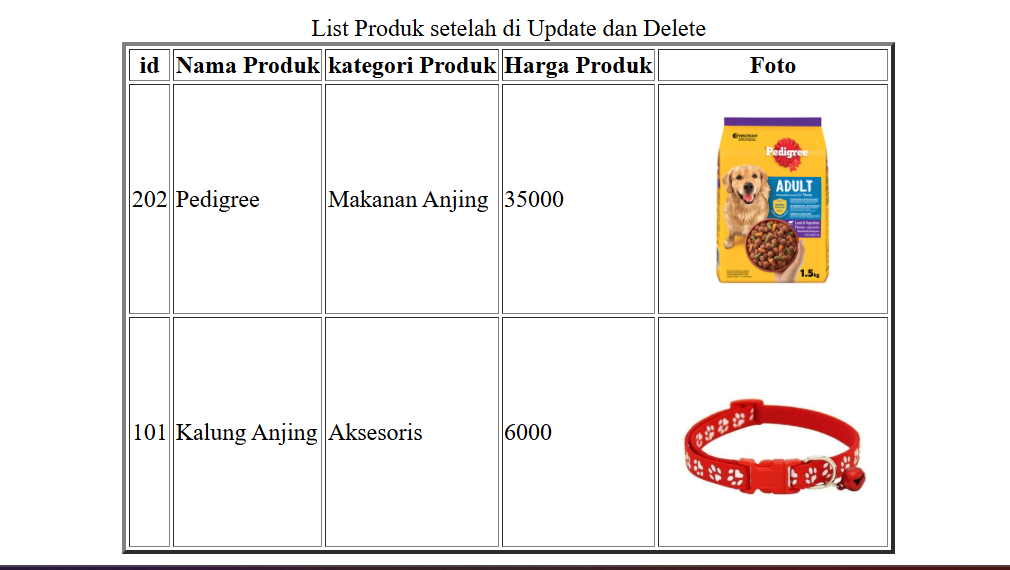 List Produk setelah di Update dan Delete
id Nama Produk kategori Produk Harga Produk Foto
202 Pedigree Makanan Anjing 35000
Pedigree
ADULT
1.5kg
101 Kalung Anjing Aksesoris 6000